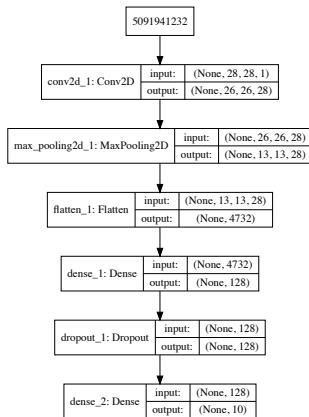 5091941232
conv2d_1: Conv2D input: (None, 28, 28, 1)
output: (None, 26, 26, 28)
max_pooling2d_1: MaxPooling2D input: (None, 26, 26, 28)
output: (None, 13, 13, 28)
flatten_1: Flatten input: (None, 13, 13, 28)
output: (None, 4732)
dense_1: Dense input: (None, 4732)
output: (None, 128)
dropout_1: Dropout input: (None, 128)
output: (None, 128)
dense_2: Dense input: (None, 128)
output: (None, 10)